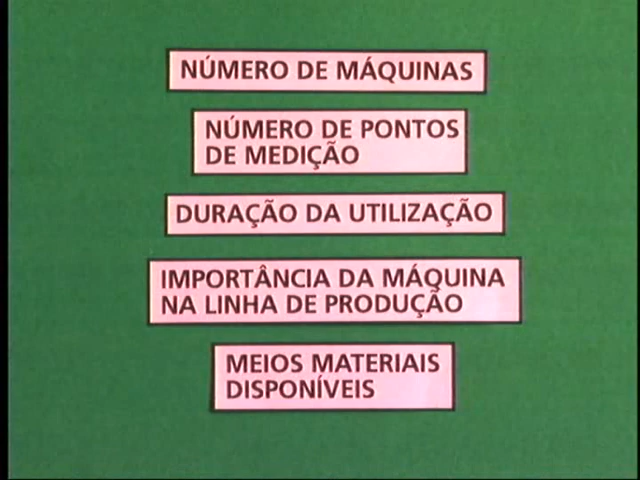 NÚMERO DE MÁQUINAS
NÚMERO DE PONTOS
DE MEDIÇÃO
DURAÇÃO DA UTILIZAÇÃO
IMPORTÂNCIA DA MÁQUINA
NA LINHA DE PRODUÇÃO
MEIOS MATERIAIS
DISPONÍVEIS